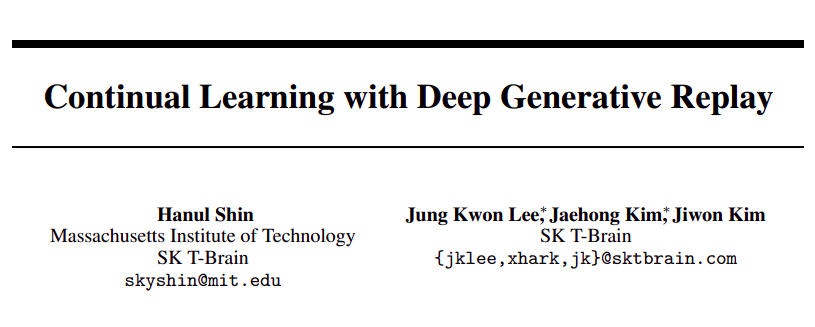 Continual Learning with Deep Generative Replay
Hanul Shin
Massachusetts Institute of Technology
SK T-Brain
skyshin@mit.edu
Jung Kwon Lee,* Jaehong Kim,* Jiwon Kim
SK T-Brain
{jklee,xhark,jk}@sktbrain.com